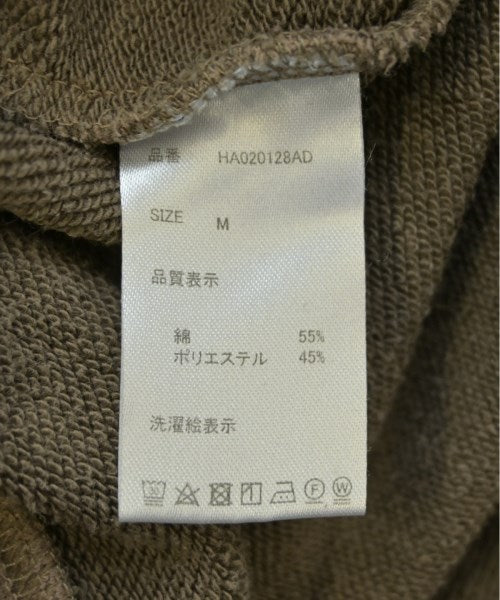 品番 HA020128AD
SIZE M
品質表示
綿 55%
ポリエステル 45%
洗濯絵表示
F W